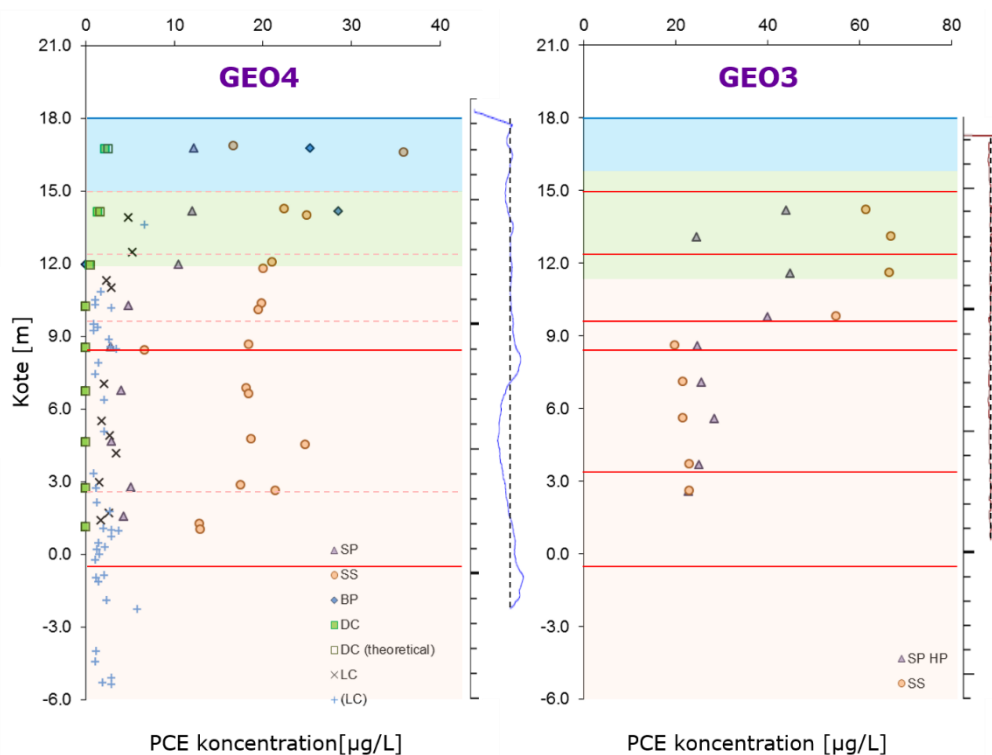 0 10 20 30 40
0 20 40 60 80
GEO4
GEO3
21.0
18.0
15.0
12.0
9.0
6.0
3.0
0.0
-3.0
-6.0
Kote [m]
SP
SS
BP
DC
DC (theoretical)
LC
(LC)
PCE koncentration[µg/L]
21.0
18.0
15.0
12.0
9.0
6.0
3.0
0.0
-3.0
-6.0
SP HP
SS
PCE koncentration [µg/L]